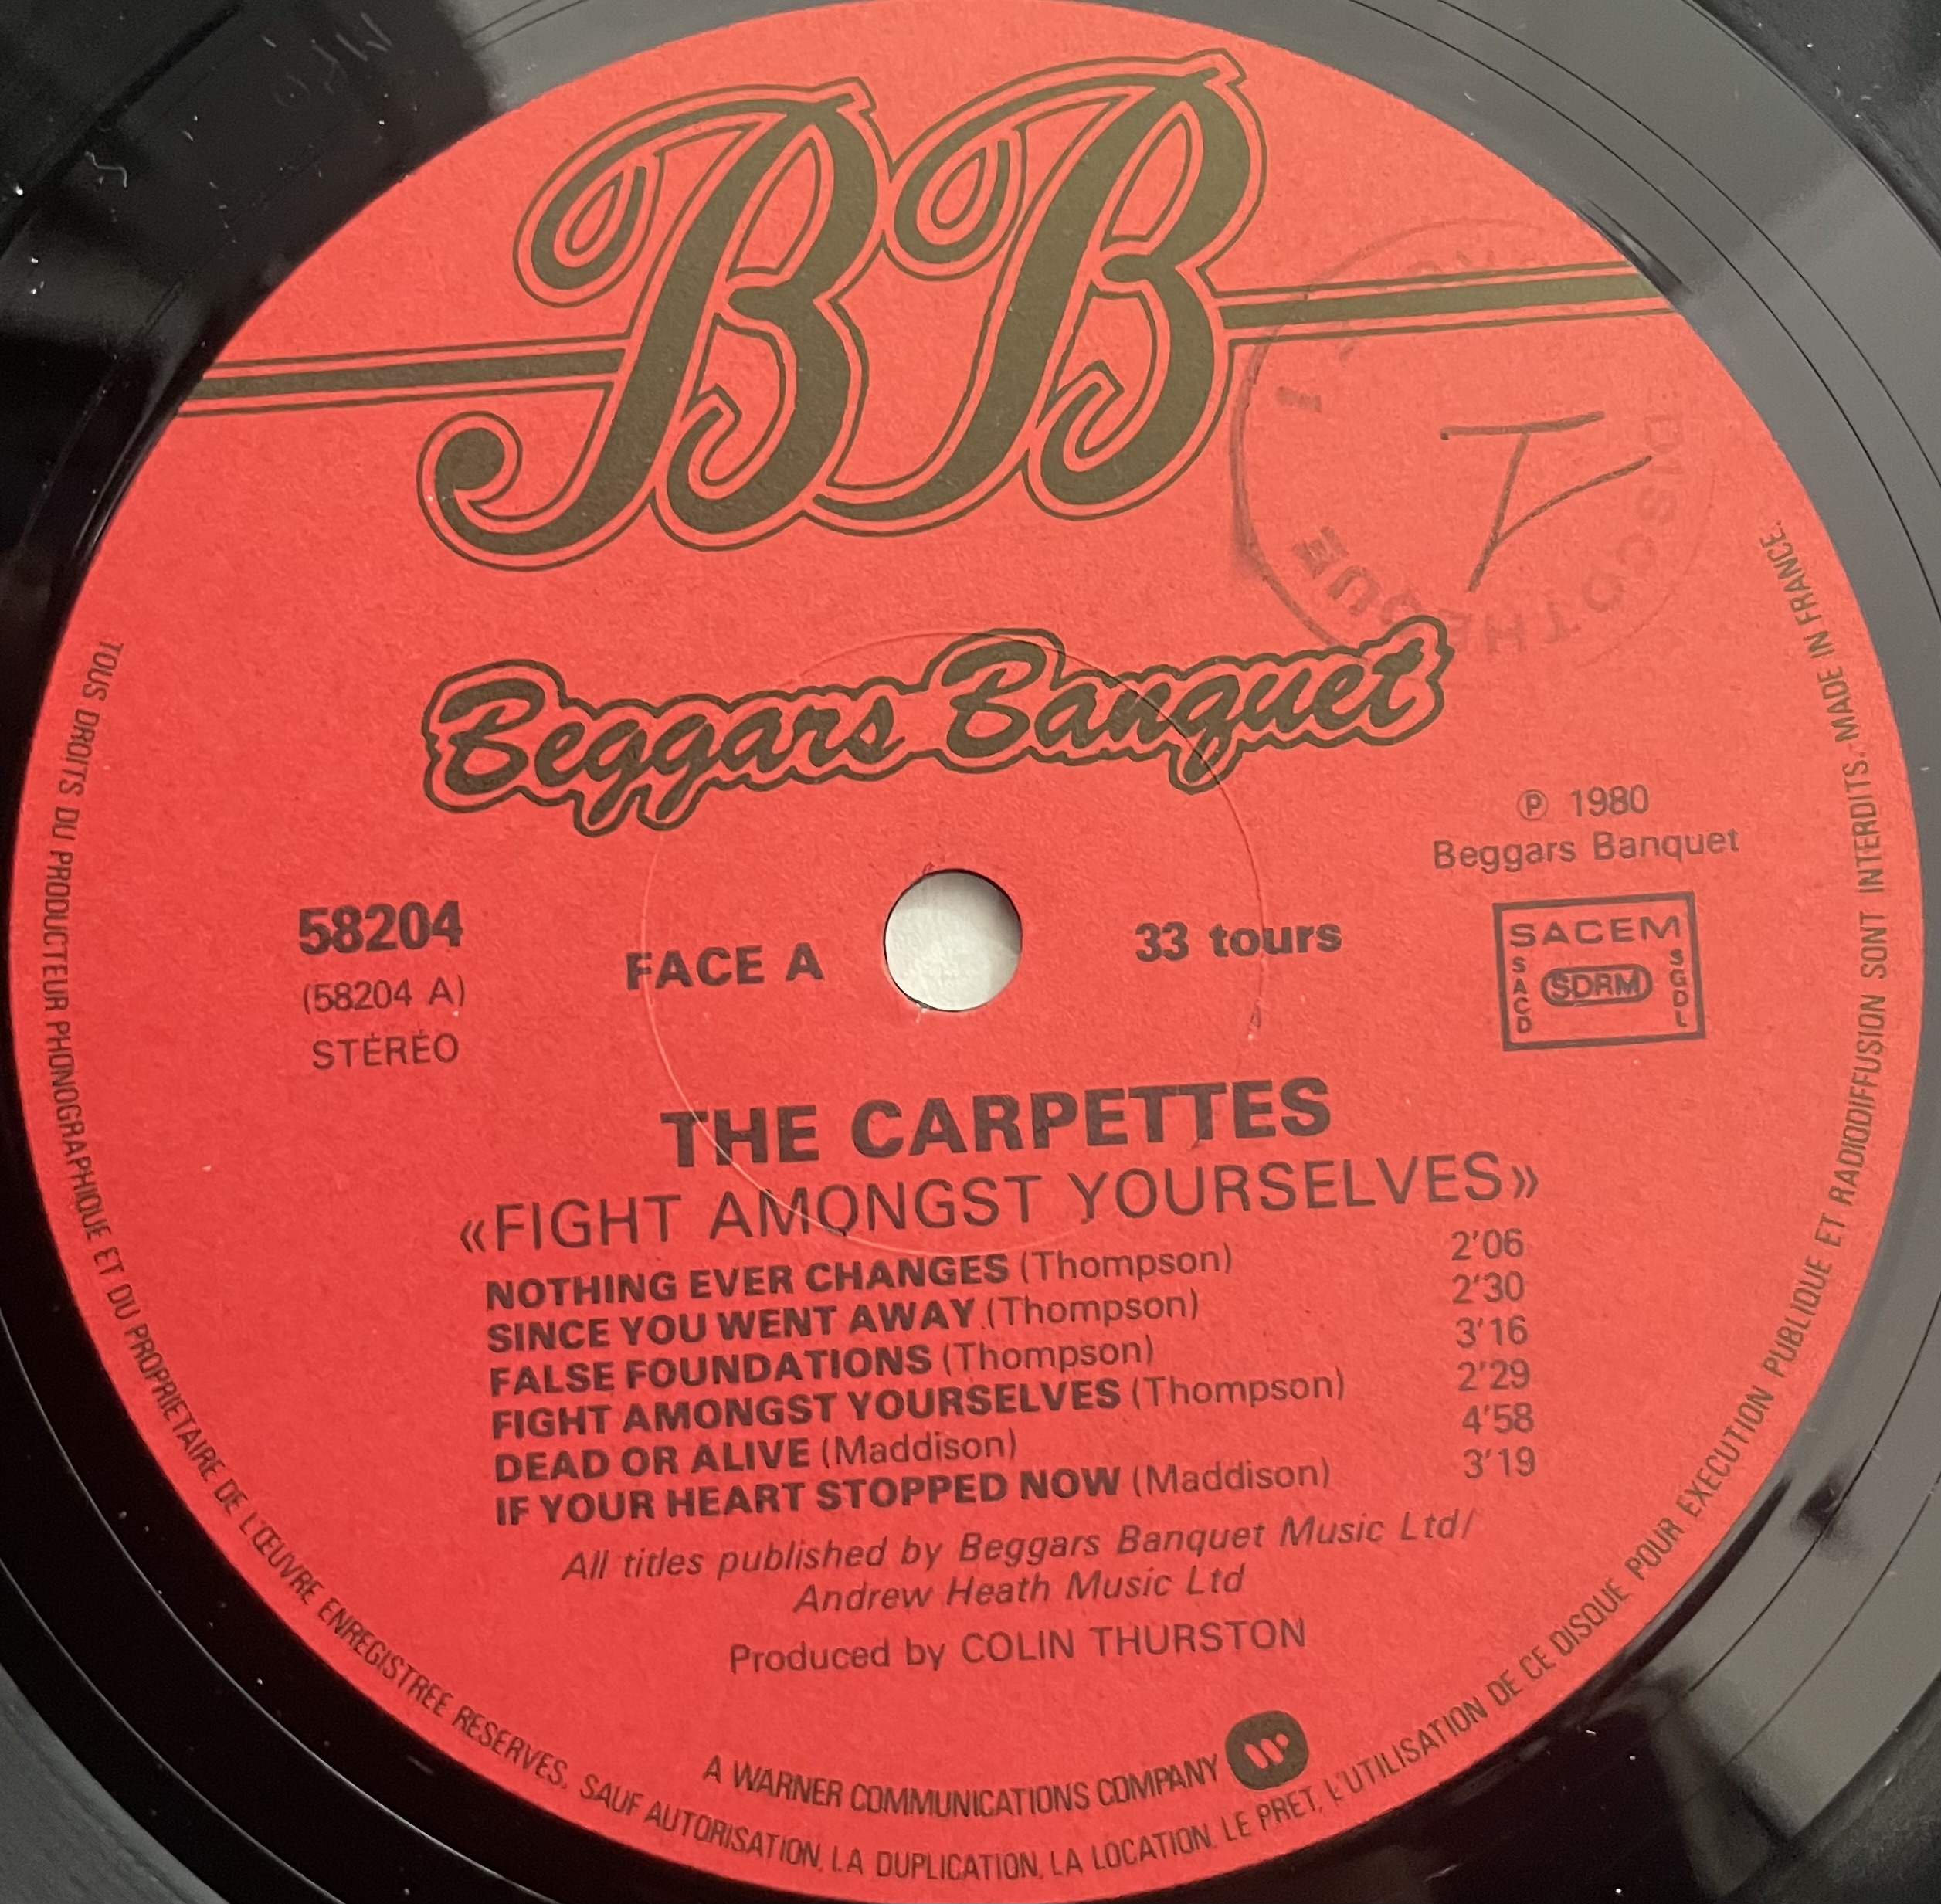 BB
Beggars Banquet
DISCOTHEQUE
℗ 1980
Beggars Banquet
58204
(58204 A)
STÉRÉO
FACE A
33 tours
SACEM
SACD
SDRM
SGDL
THE CARPETTES
«FIGHT AMONGST YOURSELVES»
NOTHING EVER CHANGES (Thompson) 2'06
SINCE YOU WENT AWAY (Thompson) 2'30
FALSE FOUNDATIONS (Thompson) 3'16
FIGHT AMONGST YOURSELVES (Thompson) 2'29
DEAD OR ALIVE (Maddison) 4'58
IF YOUR HEART STOPPED NOW (Maddison) 3'19
All titles published by Beggars Banquet Music Ltd/
Andrew Heath Music Ltd
Produced by COLIN THURSTON
A WARNER COMMUNICATIONS COMPANY
TOUS DROITS DU PRODUCTEUR PHONOGRAPHIQUE ET DU PROPRIETAIRE DE L'ŒUVRE ENREGISTREE RESERVES. SAUF AUTORISATION, LA DUPLICATION, LA LOCATION, LE PRET, L'UTILISATION DE CE DISQUE POUR EXECUTION PUBLIQUE ET RADIODIFFUSION SONT INTERDITS. MADE IN FRANCE.